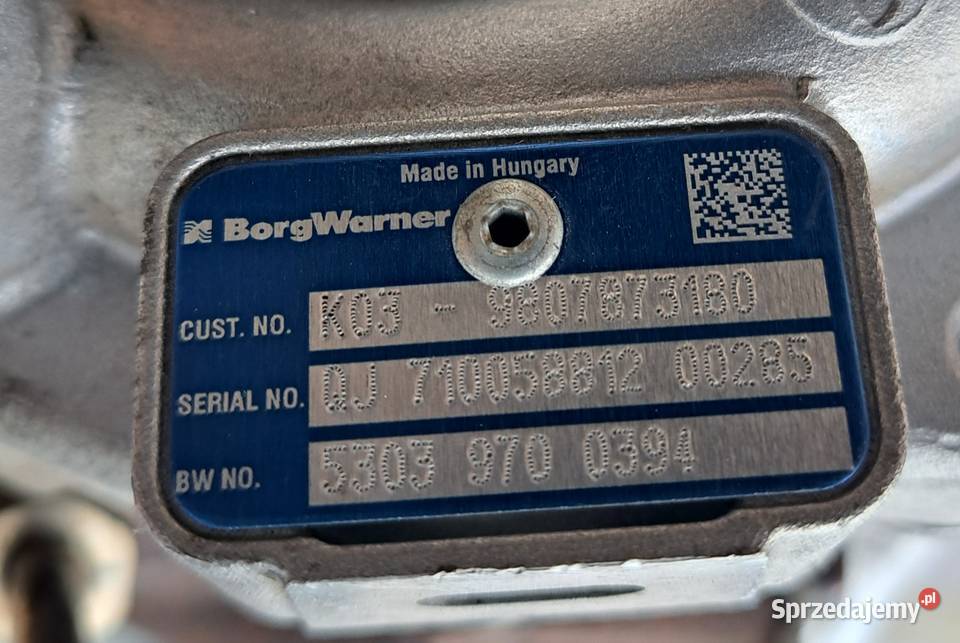 Made in Hungary
BorgWarner
CUST. NO. K03 - 9807873180
SERIAL NO. QJ 710058812 00285
BW NO. 5303 970 0394
Sprzedajemy.pl